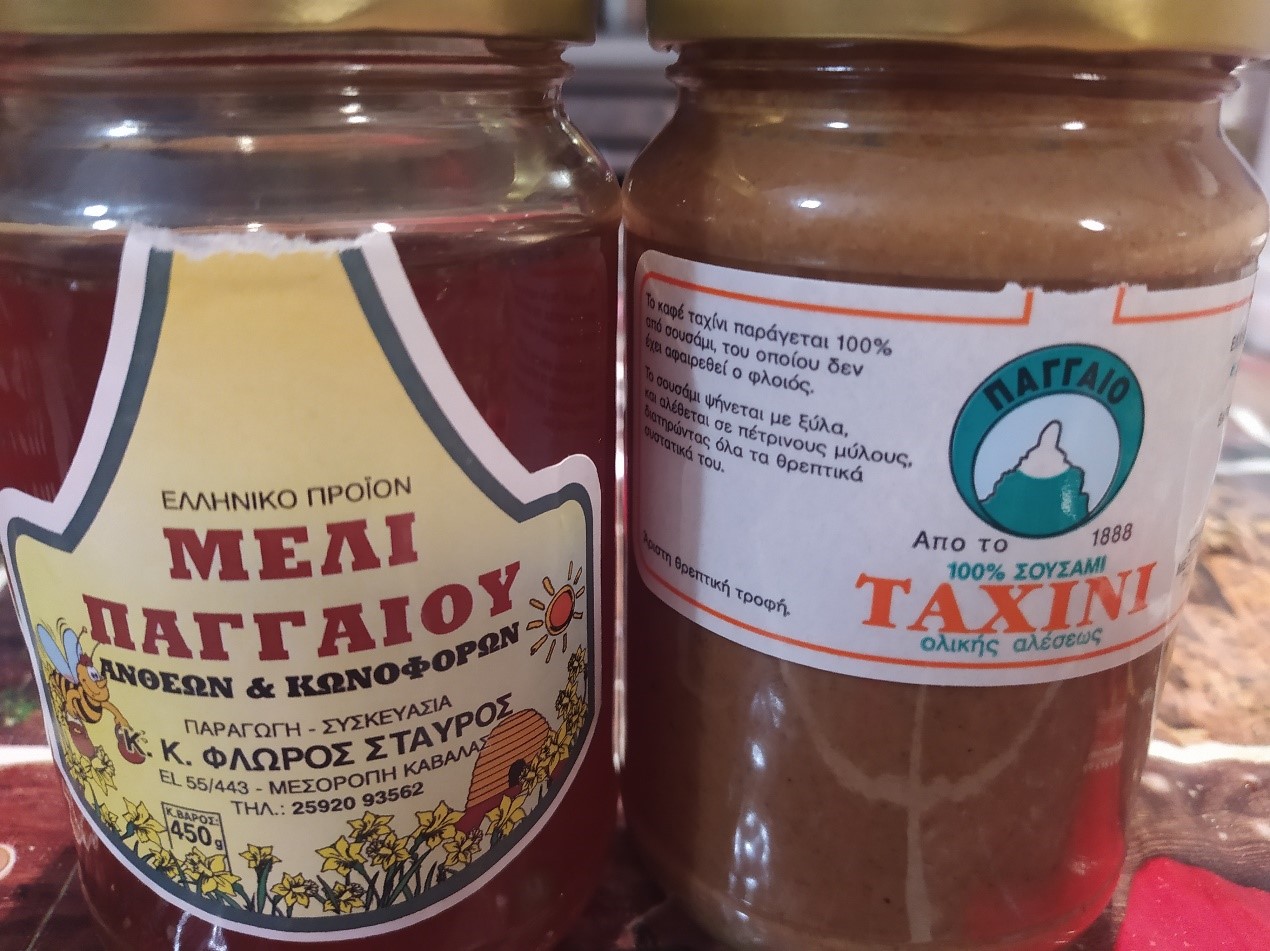 ΕΛΛΗΝΙΚΟ ΠΡΟΪΟΝ
ΜΕΛΙ
ΠΑΓΓΑΙΟΥ
ΑΝΘΕΩΝ & ΚΩΝΟΦΟΡΩΝ
ΠΑΡΑΓΩΓΗ - ΣΥΣΚΕΥΑΣΙΑ
Κ. Κ. ΦΛΩΡΟΣ ΣΤΑΥΡΟΣ
EL 55/443 - ΜΕΣΟΡΟΠΗ ΚΑΒΑΛΑΣ
ΤΗΛ.: 25920 93562
Κ.ΒΑΡΟΣ:
450g
Το καφέ ταχίνι παράγεται 100%
από σουσάμι, του οποίου δεν
έχει αφαιρεθεί ο φλοιός.
Το σουσάμι ψήνεται με ξύλα,
και αλέθεται σε πέτρινους μύλους,
διατηρώντας όλα τα θρεπτικά
συστατικά του.
Άριστη θρεπτική τροφή.
ΠΑΓΓΑΙΟ
Απο το 1888
100% ΣΟΥΣΑΜΙ
ΤΑΧΙΝΙ
ολικής αλέσεως